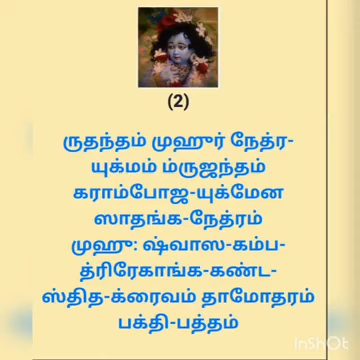 (2)
ருதந்தம் முஹுர் நேத்ர-
யுக்மம் ம்ருஜந்தம்
கராம்போஜ-யுக்மேன
ஸாதங்க-நேத்ரம்
முஹு: ஷ்வாஸ-கம்ப-
த்ரிரேகாங்க-கண்ட-
ஸ்தித-க்ரைவம் தாமோதரம்
பக்தி-பத்தம்
InShOt